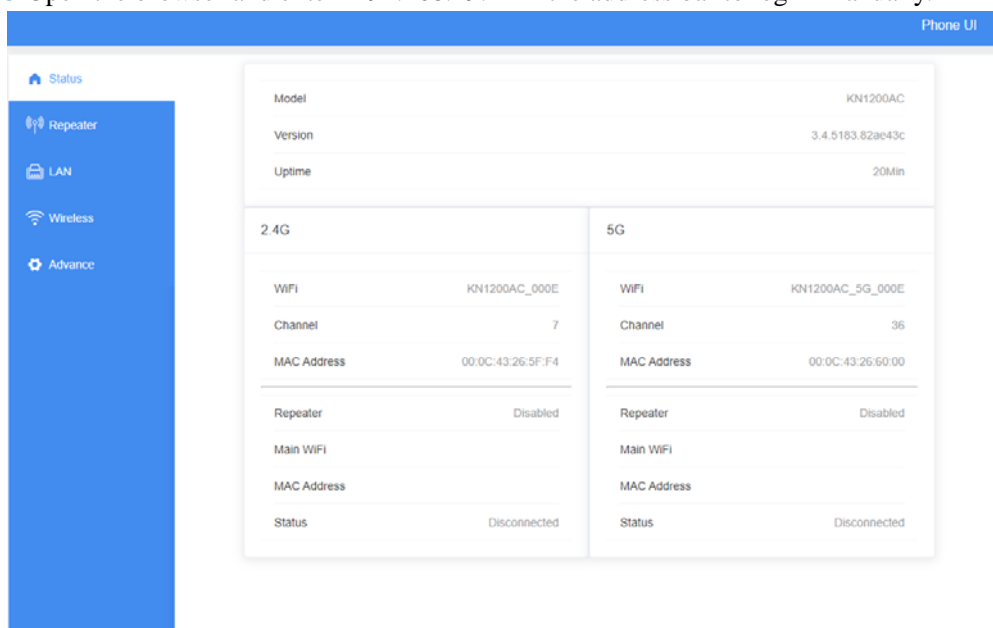 Phone UI
Status
Repeater
LAN
Wireless
Advance
Model KN1200AC
Version 3.4.5183.82ae43c
Uptime 20Min
2.4G
WiFi KN1200AC_000E
Channel 7
MAC Address 00:0C:43:26:5F:F4
Repeater Disabled
Main WiFi
MAC Address
Status Disconnected
5G
WiFi KN1200AC_5G_000E
Channel 36
MAC Address 00:0C:43:26:60:00
Repeater Disabled
Main WiFi
MAC Address
Status Disconnected